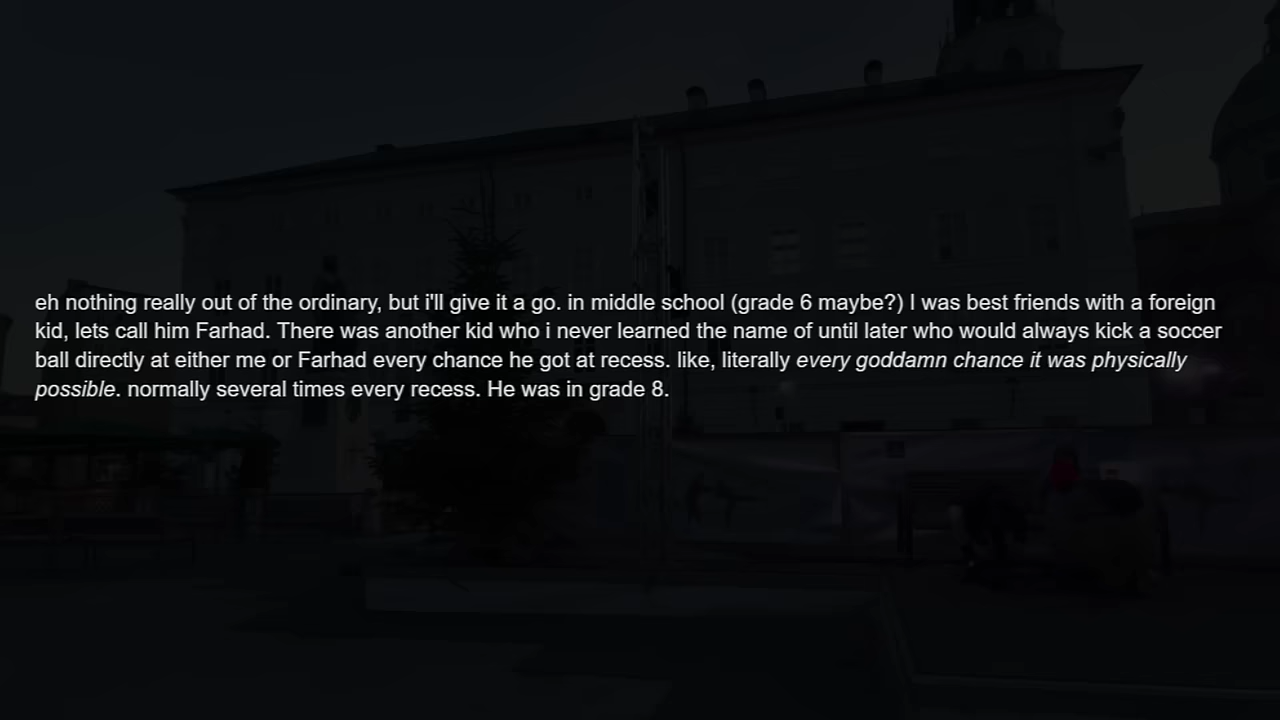 eh nothing really out of the ordinary, but i'll give it a go. in middle school (grade 6 maybe?) I was best friends with a foreign
kid, lets call him Farhad. There was another kid who i never learned the name of until later who would always kick a soccer
ball directly at either me or Farhad every chance he got at recess. like, literally every goddamn chance it was physically
possible. normally several times every recess. He was in grade 8.